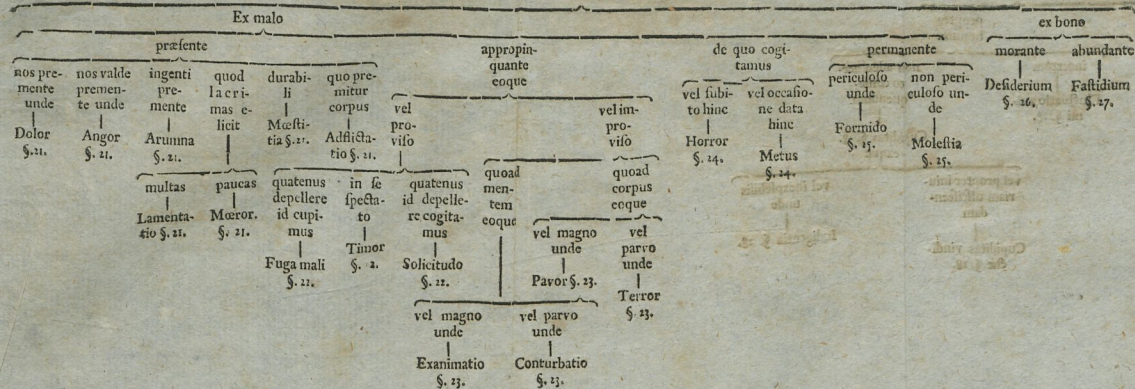 Ex malo
ex bono
præsente
appropin-
quante
eoque
de quo cogi-
tamus
permanente
morante
abundante
nos pre-
mente
unde
nos valde
premen-
te unde
ingenti
pre-
mente
quod
lacri-
mas e-
licit
durabi-
li
quo pre-
mitur
corpus
vel
pro-
viso
vel im-
pro-
viso
vel subi-
to hinc
vel occasio-
ne data
hinc
periculoso
unde
non peri-
culoso un-
de
Desiderium
§. 26.
Fastidium
§. 27.
Dolor
§. 21.
Angor
§. 21.
Ærumna
§. 21.
Mœsti-
tia §. 21.
Adflicta-
tio §. 21.
Horror
§. 24.
Metus
§. 24.
Formido
§. 25.
Molestia
§. 25.
multas
paucas
Lamenta-
tio §. 21.
Mœror.
§. 21.
quatenus
depellere
id cupi-
mus
in se
specta-
to
quatenus
id depelle-
re cogita-
mus
quoad
men-
tem
eoque
quoad
corpus
eoque
Fuga mali
§. 22.
Timor
§. 2.
Solicitudo
§. 22.
vel magno
unde
vel
parvo
unde
Pavor §. 23.
Terror
§. 23.
vel magno
unde
vel parvo
unde
Exanimatio
§. 23.
Conturbatio
§. 23.